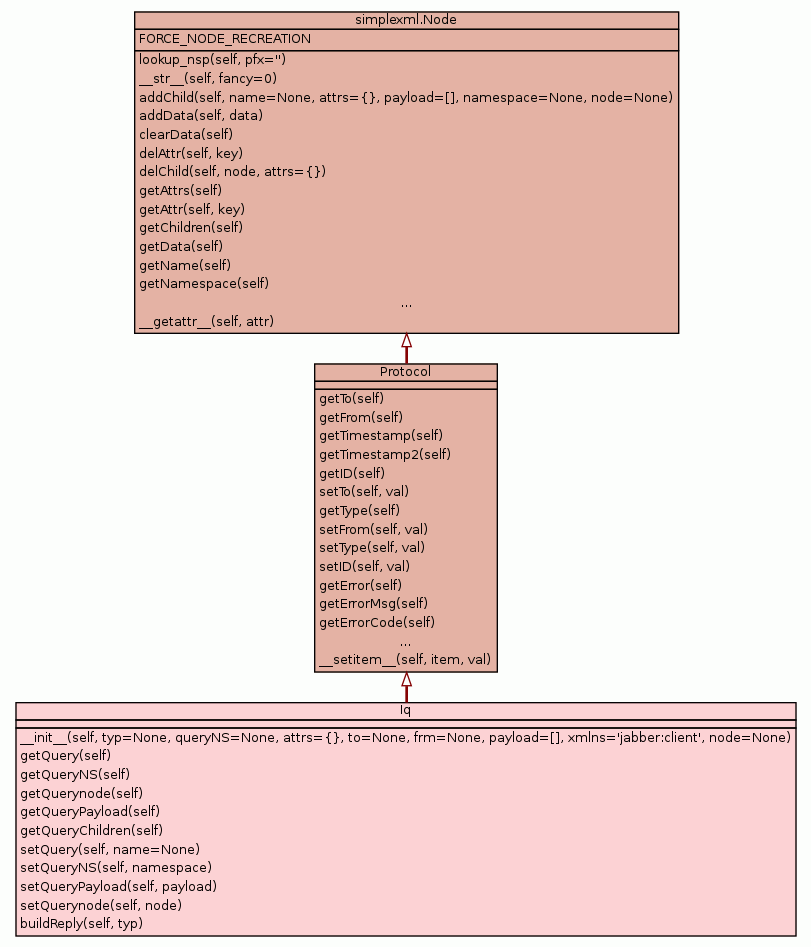 simplexml.Node
FORCE_NODE_RECREATION
lookup_nsp(self, pfx='')
__str__(self, fancy=0)
addChild(self, name=None, attrs={}, payload=[], namespace=None, node=None)
addData(self, data)
clearData(self)
delAttr(self, key)
delChild(self, node, attrs={})
getAttrs(self)
getAttr(self, key)
getChildren(self)
getData(self)
getName(self)
getNamespace(self)
...
__getattr__(self, attr)
Protocol
getTo(self)
getFrom(self)
getTimestamp(self)
getTimestamp2(self)
getID(self)
setTo(self, val)
getType(self)
setFrom(self, val)
setType(self, val)
setID(self, val)
getError(self)
getErrorMsg(self)
getErrorCode(self)
...
__setitem__(self, item, val)
Iq
__init__(self, typ=None, queryNS=None, attrs={}, to=None, frm=None, payload=[], xmlns='jabber:client', node=None)
getQuery(self)
getQueryNS(self)
getQuerynode(self)
getQueryPayload(self)
getQueryChildren(self)
setQuery(self, name=None)
setQueryNS(self, namespace)
setQueryPayload(self, payload)
setQuerynode(self, node)
buildReply(self, typ)